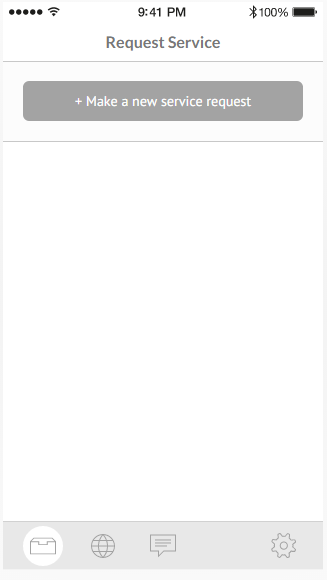 9:41 PM 100%
Request Service
+ Make a new service request